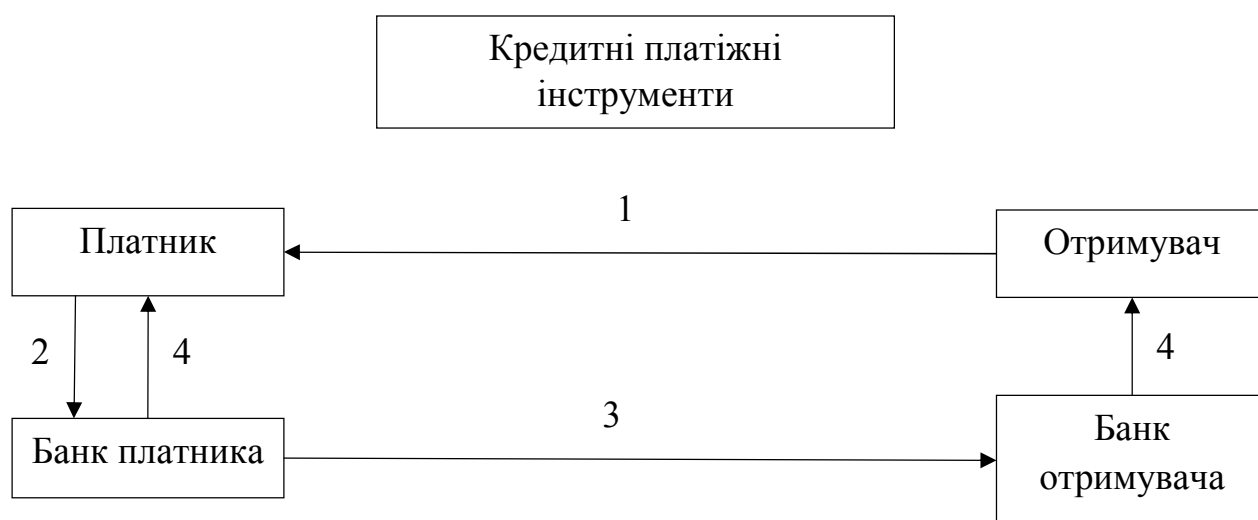 Кредитні платіжні
інструменти
1
Платник
Отримувач
2
4
4
3
Банк платника
Банк
отримувача